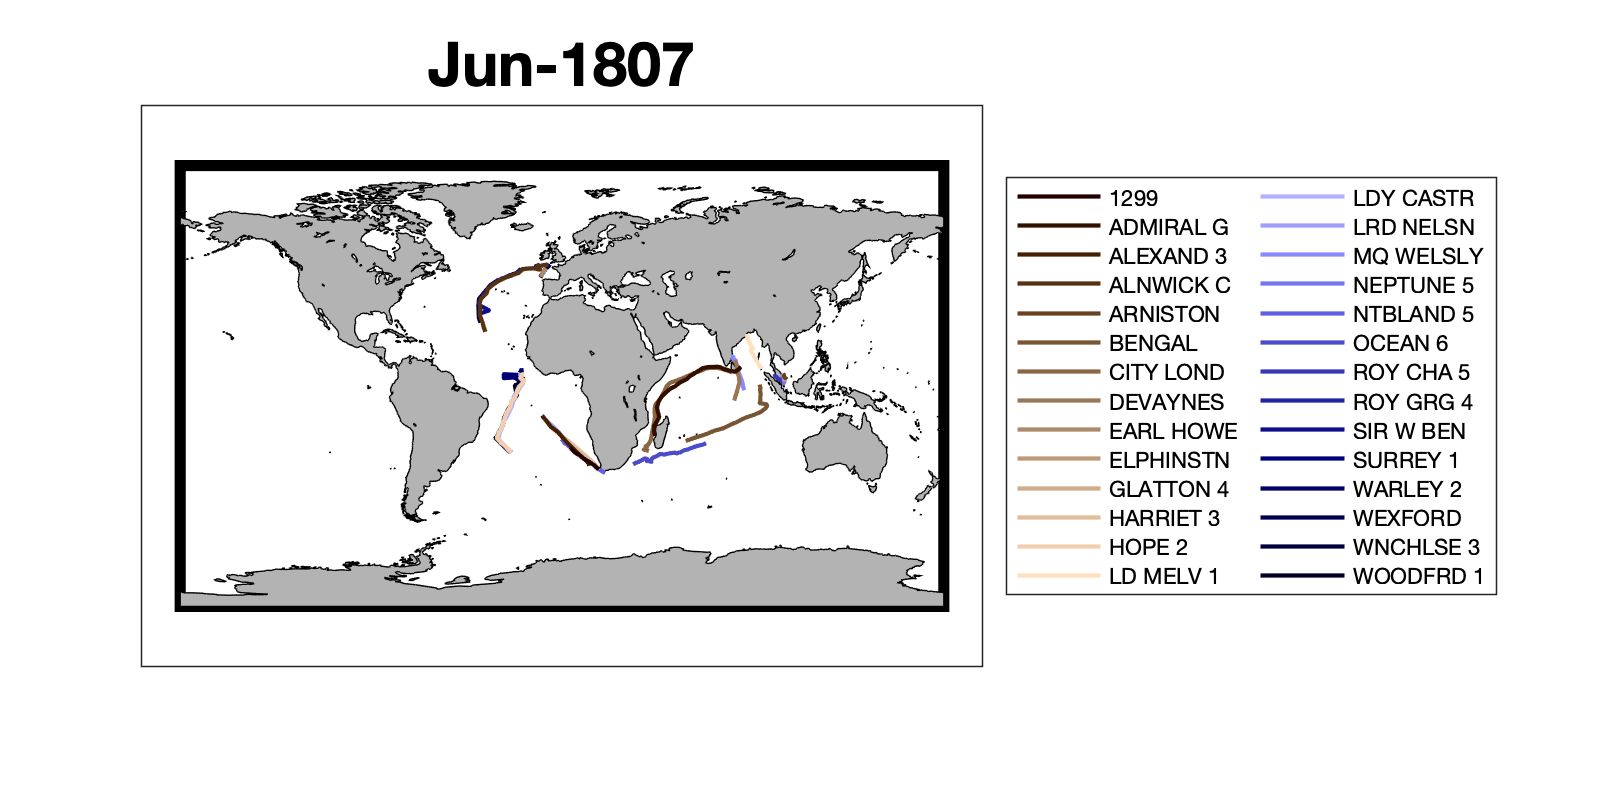 Jun-1807
1299
ADMIRAL G
ALEXAND 3
ALNWICK C
ARNISTON
BENGAL
CITY LOND
DEVAYNES
EARL HOWE
ELPHINSTN
GLATTON 4
HARRIET 3
HOPE 2
LD MELV 1
LDY CASTR
LRD NELSN
MQ WELSLY
NEPTUNE 5
NTBLAND 5
OCEAN 6
ROY CHA 5
ROY GRG 4
SIR W BEN
SURREY 1
WARLEY 2
WEXFORD
WNCHLSE 3
WOODFRD 1